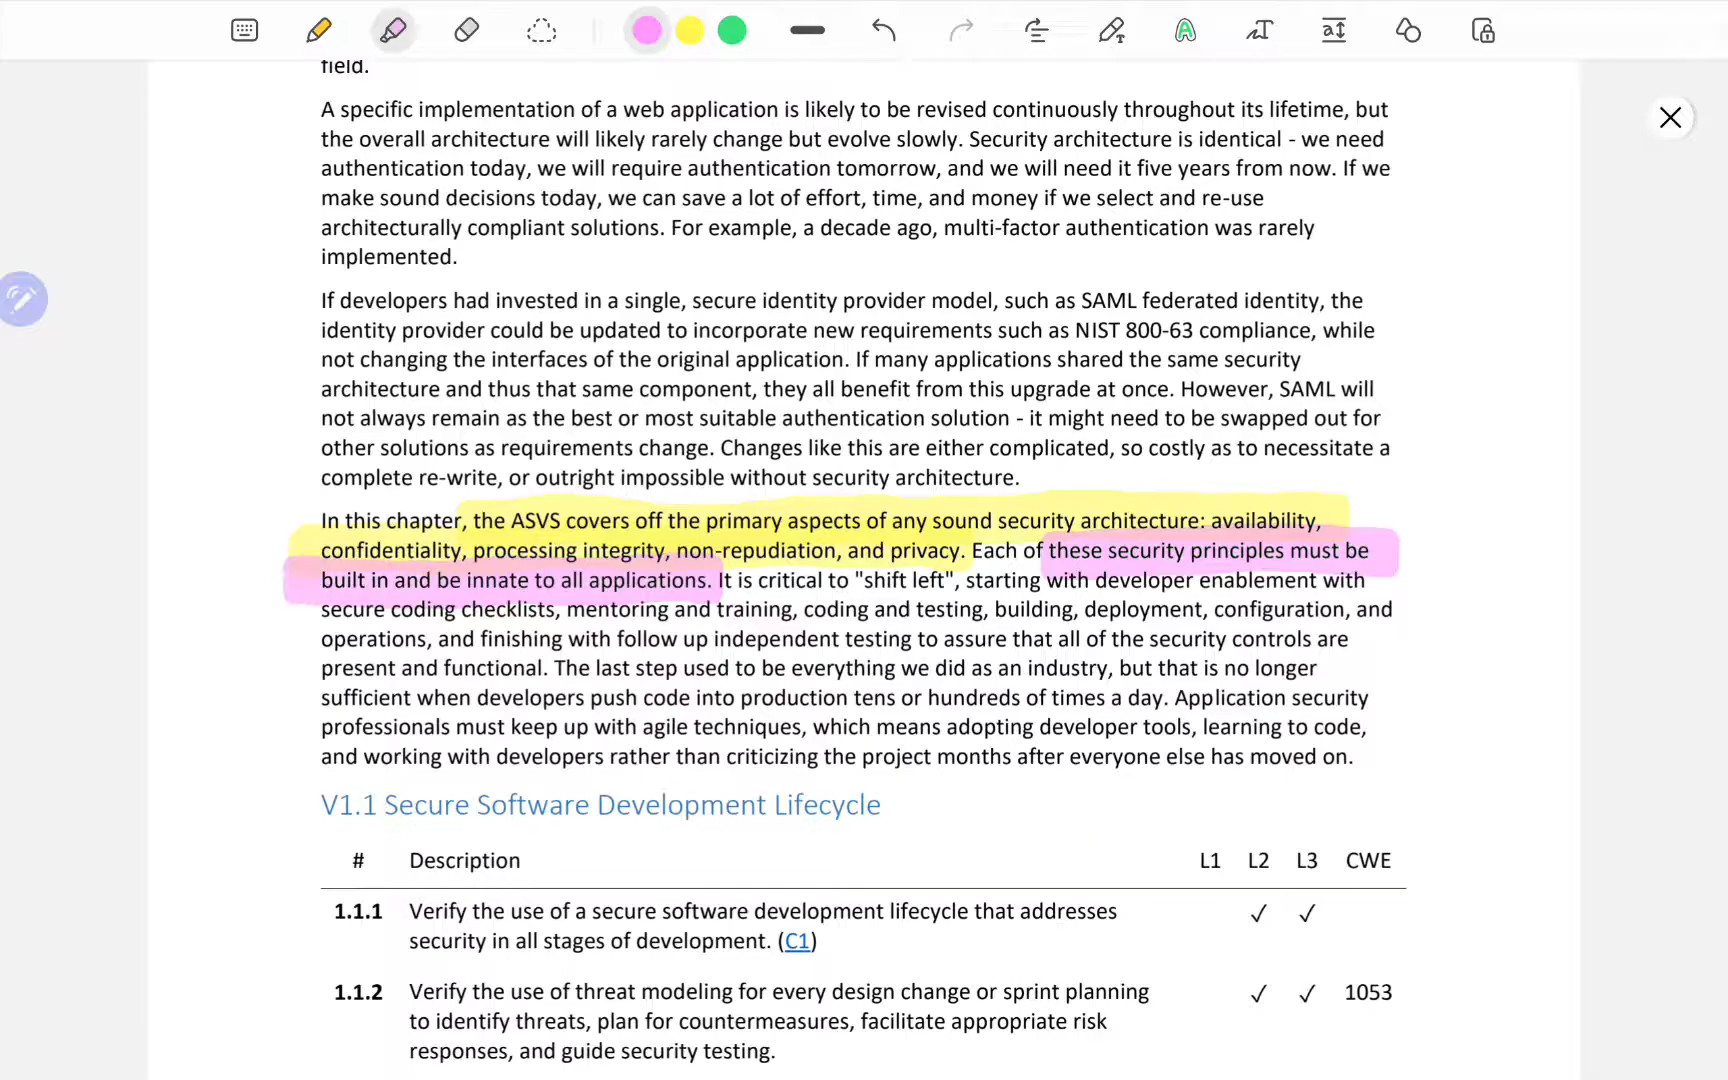 field.
A specific implementation of a web application is likely to be revised continuously throughout its lifetime, but
the overall architecture will likely rarely change but evolve slowly. Security architecture is identical - we need
authentication today, we will require authentication tomorrow, and we will need it five years from now. If we
make sound decisions today, we can save a lot of effort, time, and money if we select and re-use
architecturally compliant solutions. For example, a decade ago, multi-factor authentication was rarely
implemented.
If developers had invested in a single, secure identity provider model, such as SAML federated identity, the
identity provider could be updated to incorporate new requirements such as NIST 800-63 compliance, while
not changing the interfaces of the original application. If many applications shared the same security
architecture and thus that same component, they all benefit from this upgrade at once. However, SAML will
not always remain as the best or most suitable authentication solution - it might need to be swapped out for
other solutions as requirements change. Changes like this are either complicated, so costly as to necessitate a
complete re-write, or outright impossible without security architecture.
In this chapter, the ASVS covers off the primary aspects of any sound security architecture: availability,
confidentiality, processing integrity, non-repudiation, and privacy. Each of these security principles must be
built in and be innate to all applications. It is critical to "shift left", starting with developer enablement with
secure coding checklists, mentoring and training, coding and testing, building, deployment, configuration, and
operations, and finishing with follow up independent testing to assure that all of the security controls are
present and functional. The last step used to be everything we did as an industry, but that is no longer
sufficient when developers push code into production tens or hundreds of times a day. Application security
professionals must keep up with agile techniques, which means adopting developer tools, learning to code,
and working with developers rather than criticizing the project months after everyone else has moved on.
V1.1 Secure Software Development Lifecycle
# Description L1 L2 L3 CWE
1.1.1 Verify the use of a secure software development lifecycle that addresses ✓ ✓
security in all stages of development. (C1)
1.1.2 Verify the use of threat modeling for every design change or sprint planning ✓ ✓ 1053
to identify threats, plan for countermeasures, facilitate appropriate risk
responses, and guide security testing.